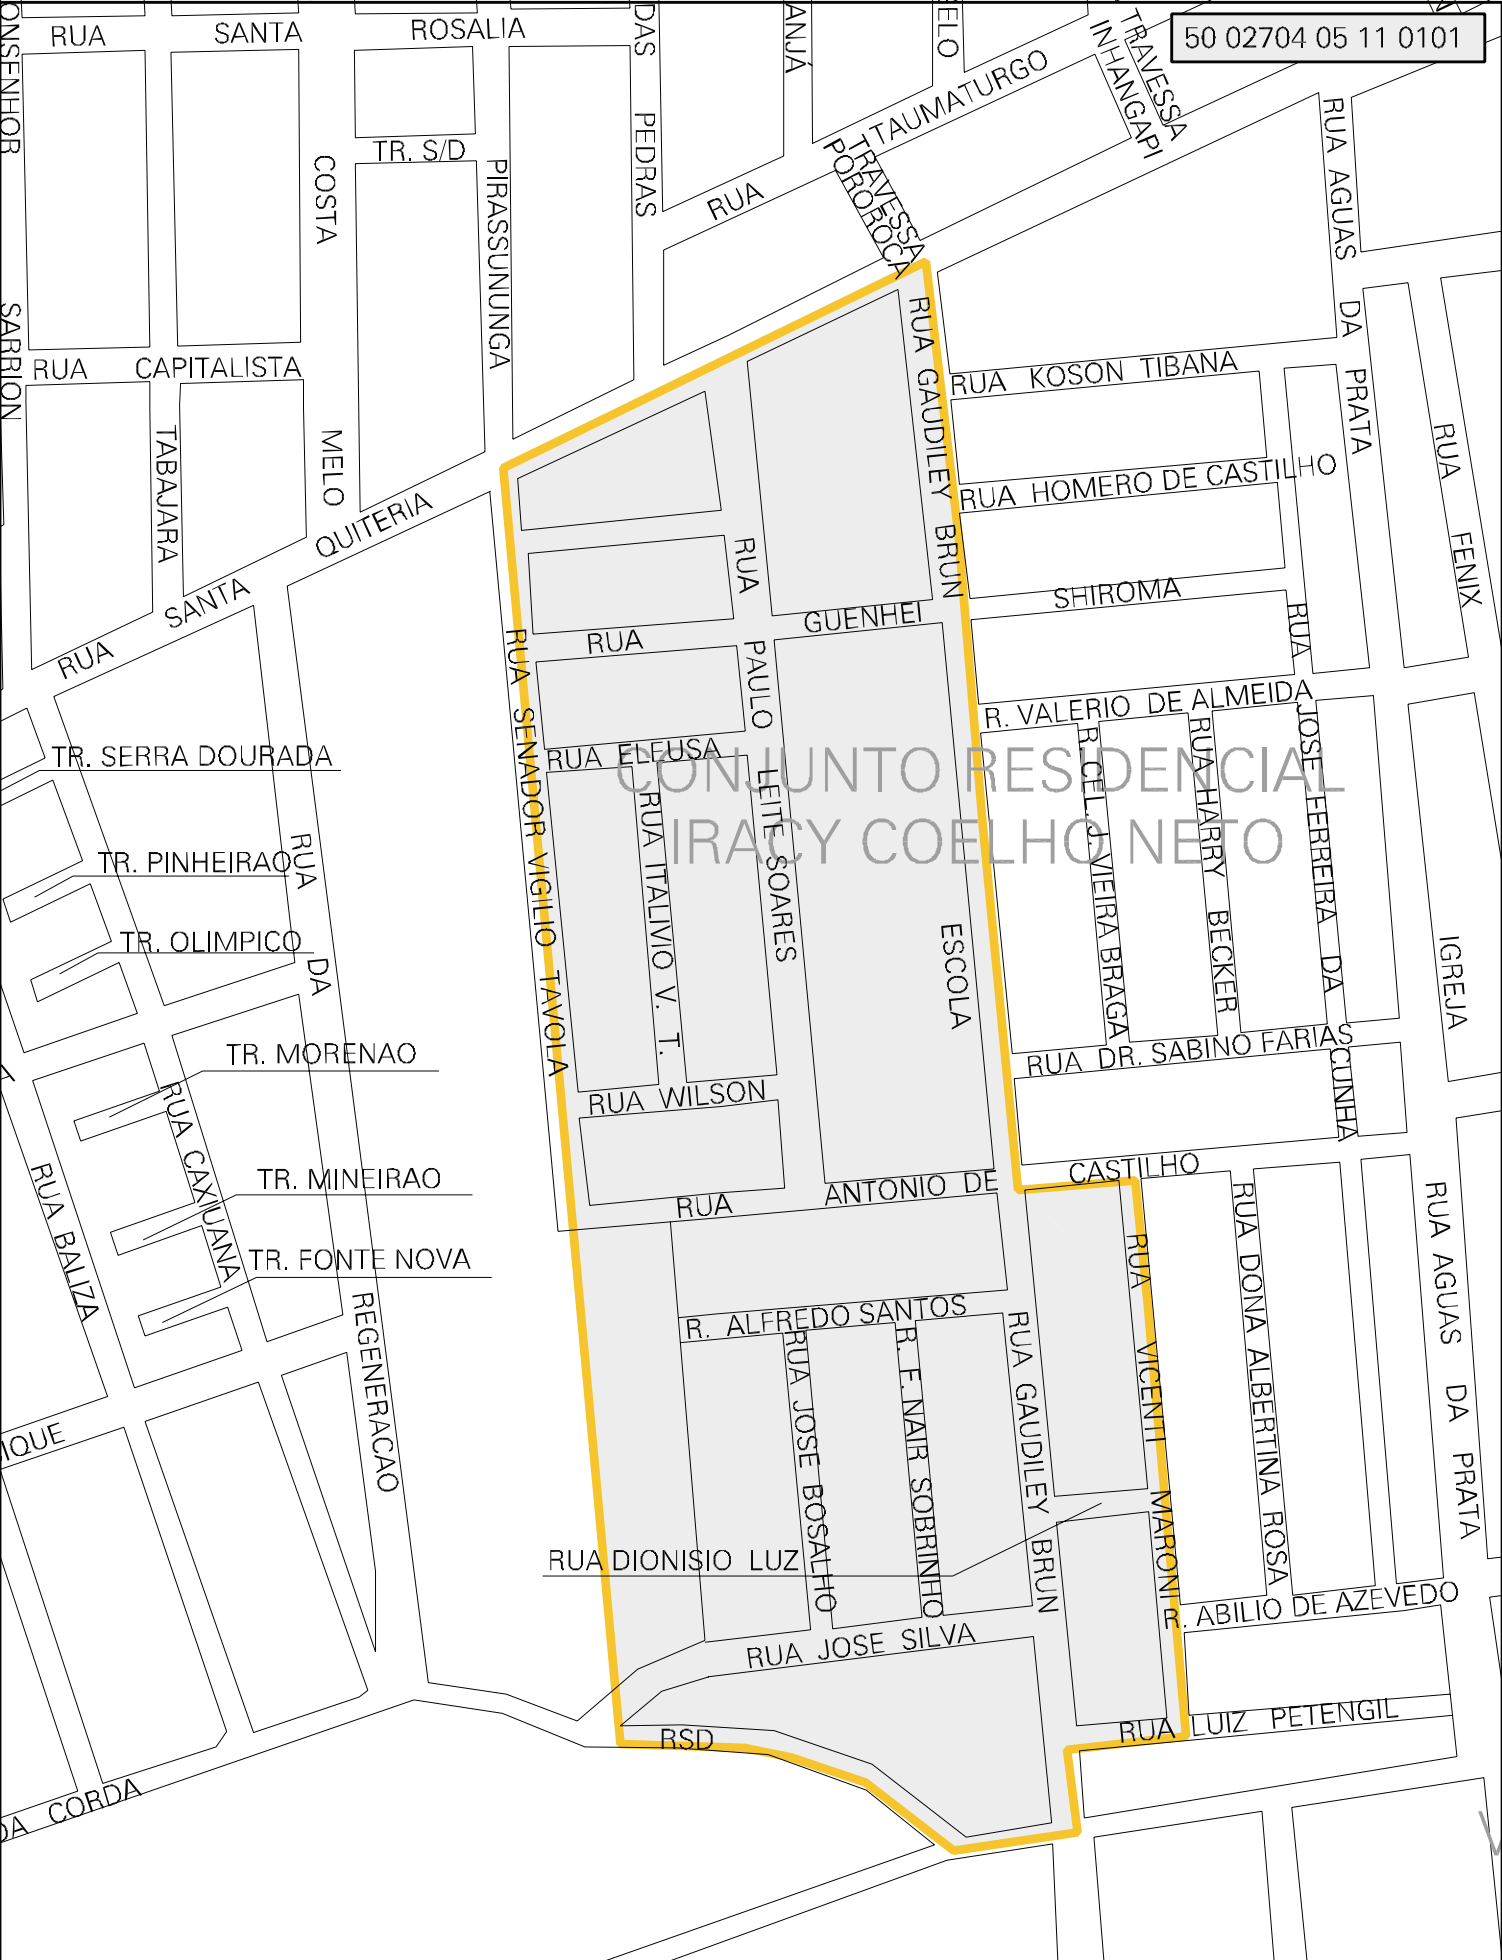 50 02704 05 11 0101
RUA SANTA ROSALIA
ONSENHOR
SARRION
DAS PEDRAS
ANJÁ
ELO
TRAVESSA
INHANGAPI
RUA TAUMATURGO
TRAVESSA
POROROCA
TR. S/D
COSTA MELO
PIRASSUNUNGA
RUA CAPITALISTA
TABAJARA
RUA SANTA QUITERIA
RUA AGUAS DA PRATA
RUA FENIX
RUA GAUDILEY BRUN
RUA KOSON TIBANA
RUA HOMERO DE CASTILHO
RUA GUENHEI SHIROMA
RUA PAULO LEITE SOARES
RUA SENADOR VIGILIO TAVOLA
R. VALERIO DE ALMEIDA
RUA JOSE FERREIRA DA CUNHA
RUA ELEUSA
CONJUNTO RESIDENCIAL
IRACY COELHO NETO
R. CEL. J. VIEIRA BRAGA
RUA HARRY BECKER
RUA ITALIVIO V. T.
ESCOLA
IGREJA
TR. SERRA DOURADA
TR. PINHEIRAO
TR. OLIMPICO
TR. MORENAO
TR. MINEIRAO
TR. FONTE NOVA
RUA DA REGENERACAO
RUA CAXIUANA
RUA BALIZA
RUA WILSON
RUA DR. SABINO FARIAS
RUA ANTONIO DE CASTILHO
RUA DONA ALBERTINA ROSA
RUA AGUAS DA PRATA
RUA VICENTI MARONI
R. ALFREDO SANTOS
RUA JOSE BOSALHO
R. F. NAIR SOBRINHO
RUA GAUDILEY BRUN
RUA DIONISIO LUZ
R. ABILIO DE AZEVEDO
RUA JOSE SILVA
RUA LUIZ PETENGIL
RSD
IQUE
DA CORDA